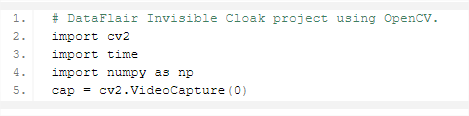 1. # DataFlair Invisible Cloak project using OpenCV.
2. import cv2
3. import time
4. import numpy as np
5. cap = cv2.VideoCapture(0)